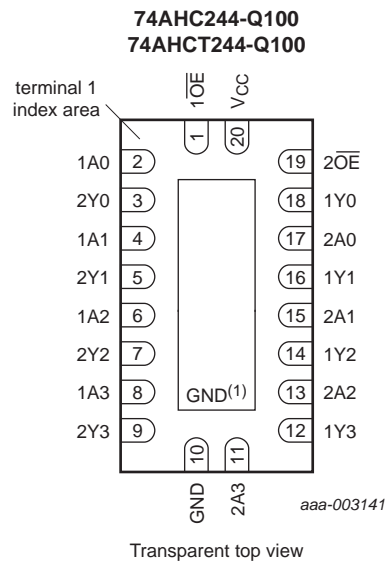 74AHC244-Q100
74AHCT244-Q100
terminal 1
index area
1O̅E̅
VCC
1
20
1A0 2 19 2O̅E̅
2Y0 3 18 1Y0
1A1 4 17 2A0
2Y1 5 16 1Y1
1A2 6 15 2A1
2Y2 7 14 1Y2
1A3 8 13 2A2
GND(1)
2Y3 9 12 1Y3
10
11
GND
2A3
aaa-003141
Transparent top view